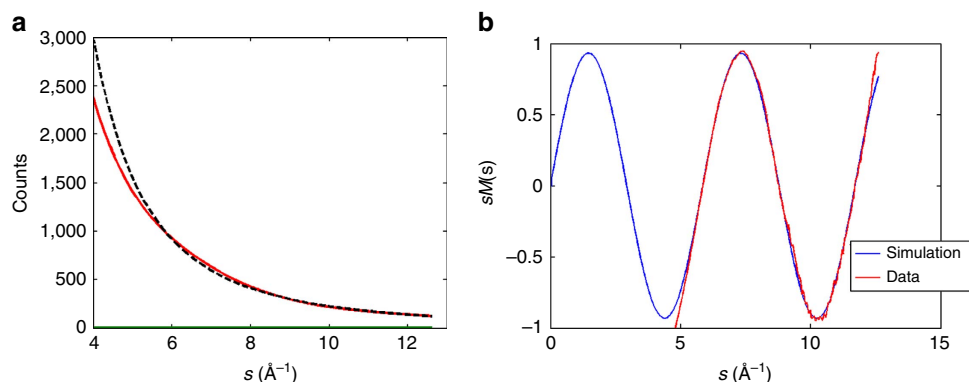 a
3,000
2,500
2,000
1,500
1,000
500
0
Counts
4 6 8 10 12
s (Å⁻¹)
b
1
0.5
0
−0.5
−1
sM(s)
0 5 10 15
s (Å⁻¹)
Simulation
Data